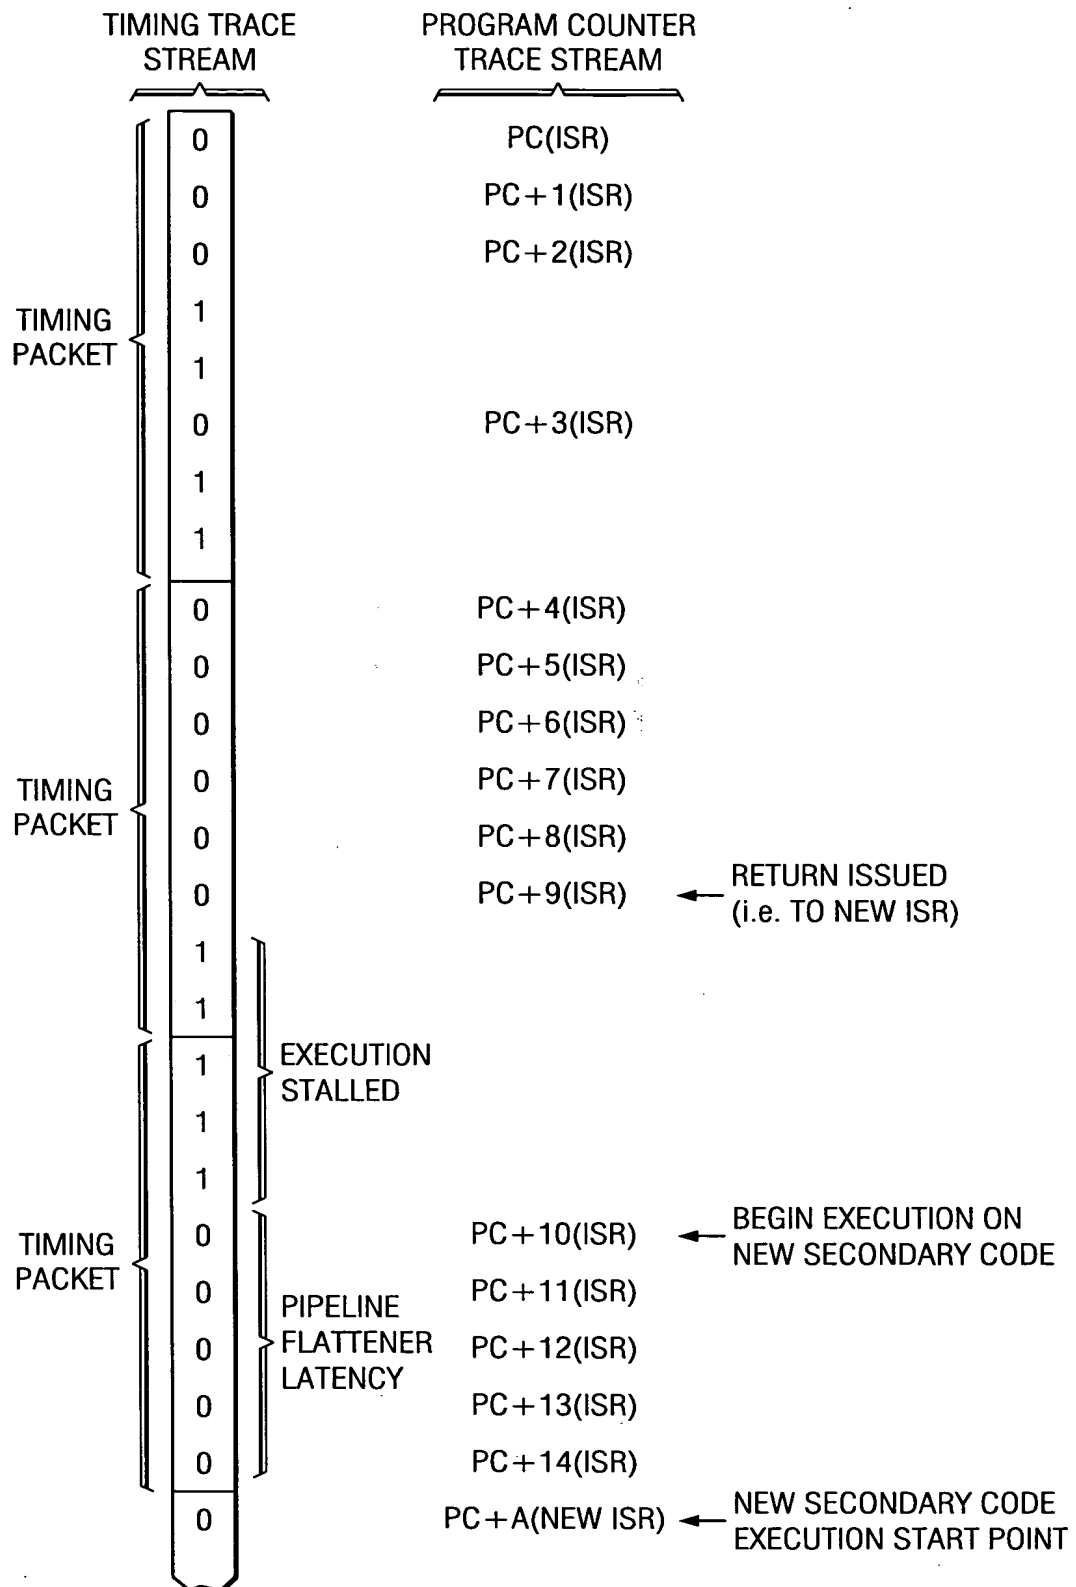 TIMING TRACE
STREAM
PROGRAM COUNTER
TRACE STREAM
0 PC(ISR)
0 PC+1(ISR)
0 PC+2(ISR)
1
TIMING
PACKET
1
0 PC+3(ISR)
1
1
0 PC+4(ISR)
0 PC+5(ISR)
0 PC+6(ISR)
0 PC+7(ISR)
TIMING
PACKET
0 PC+8(ISR)
0 PC+9(ISR)
RETURN ISSUED
(i.e. TO NEW ISR)
1
1
1
EXECUTION
STALLED
1
1
0 PC+10(ISR)
BEGIN EXECUTION ON
NEW SECONDARY CODE
TIMING
PACKET
0 PC+11(ISR)
PIPELINE
FLATTENER
LATENCY
0 PC+12(ISR)
0 PC+13(ISR)
0 PC+14(ISR)
0 PC+A(NEW ISR)
NEW SECONDARY CODE
EXECUTION START POINT